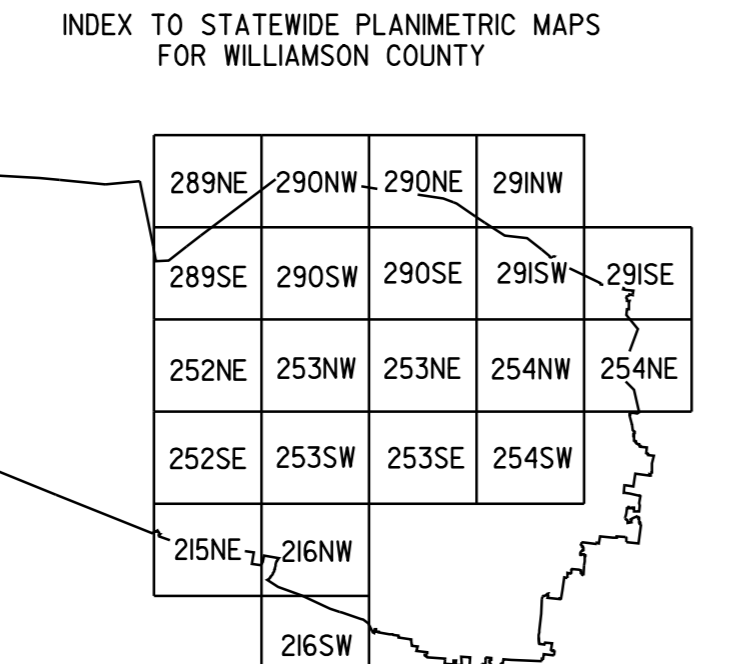 INDEX TO STATEWIDE PLANIMETRIC MAPS
FOR WILLIAMSON COUNTY
289NE 290NW 290NE 291NW
289SE 290SW 290SE 291SW 291SE
252NE 253NW 253NE 254NW 254NE
252SE 253SW 253SE 254SW
215NE 216NW
216SW